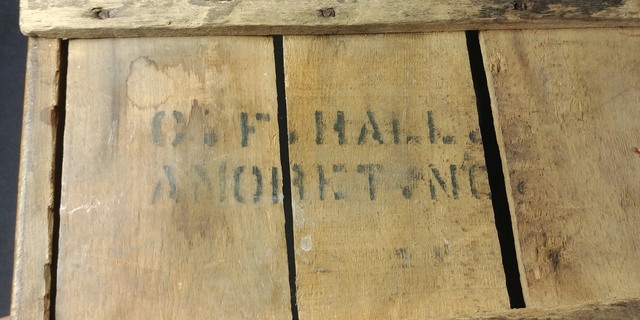 C. F. HALL.
AMORET, MO